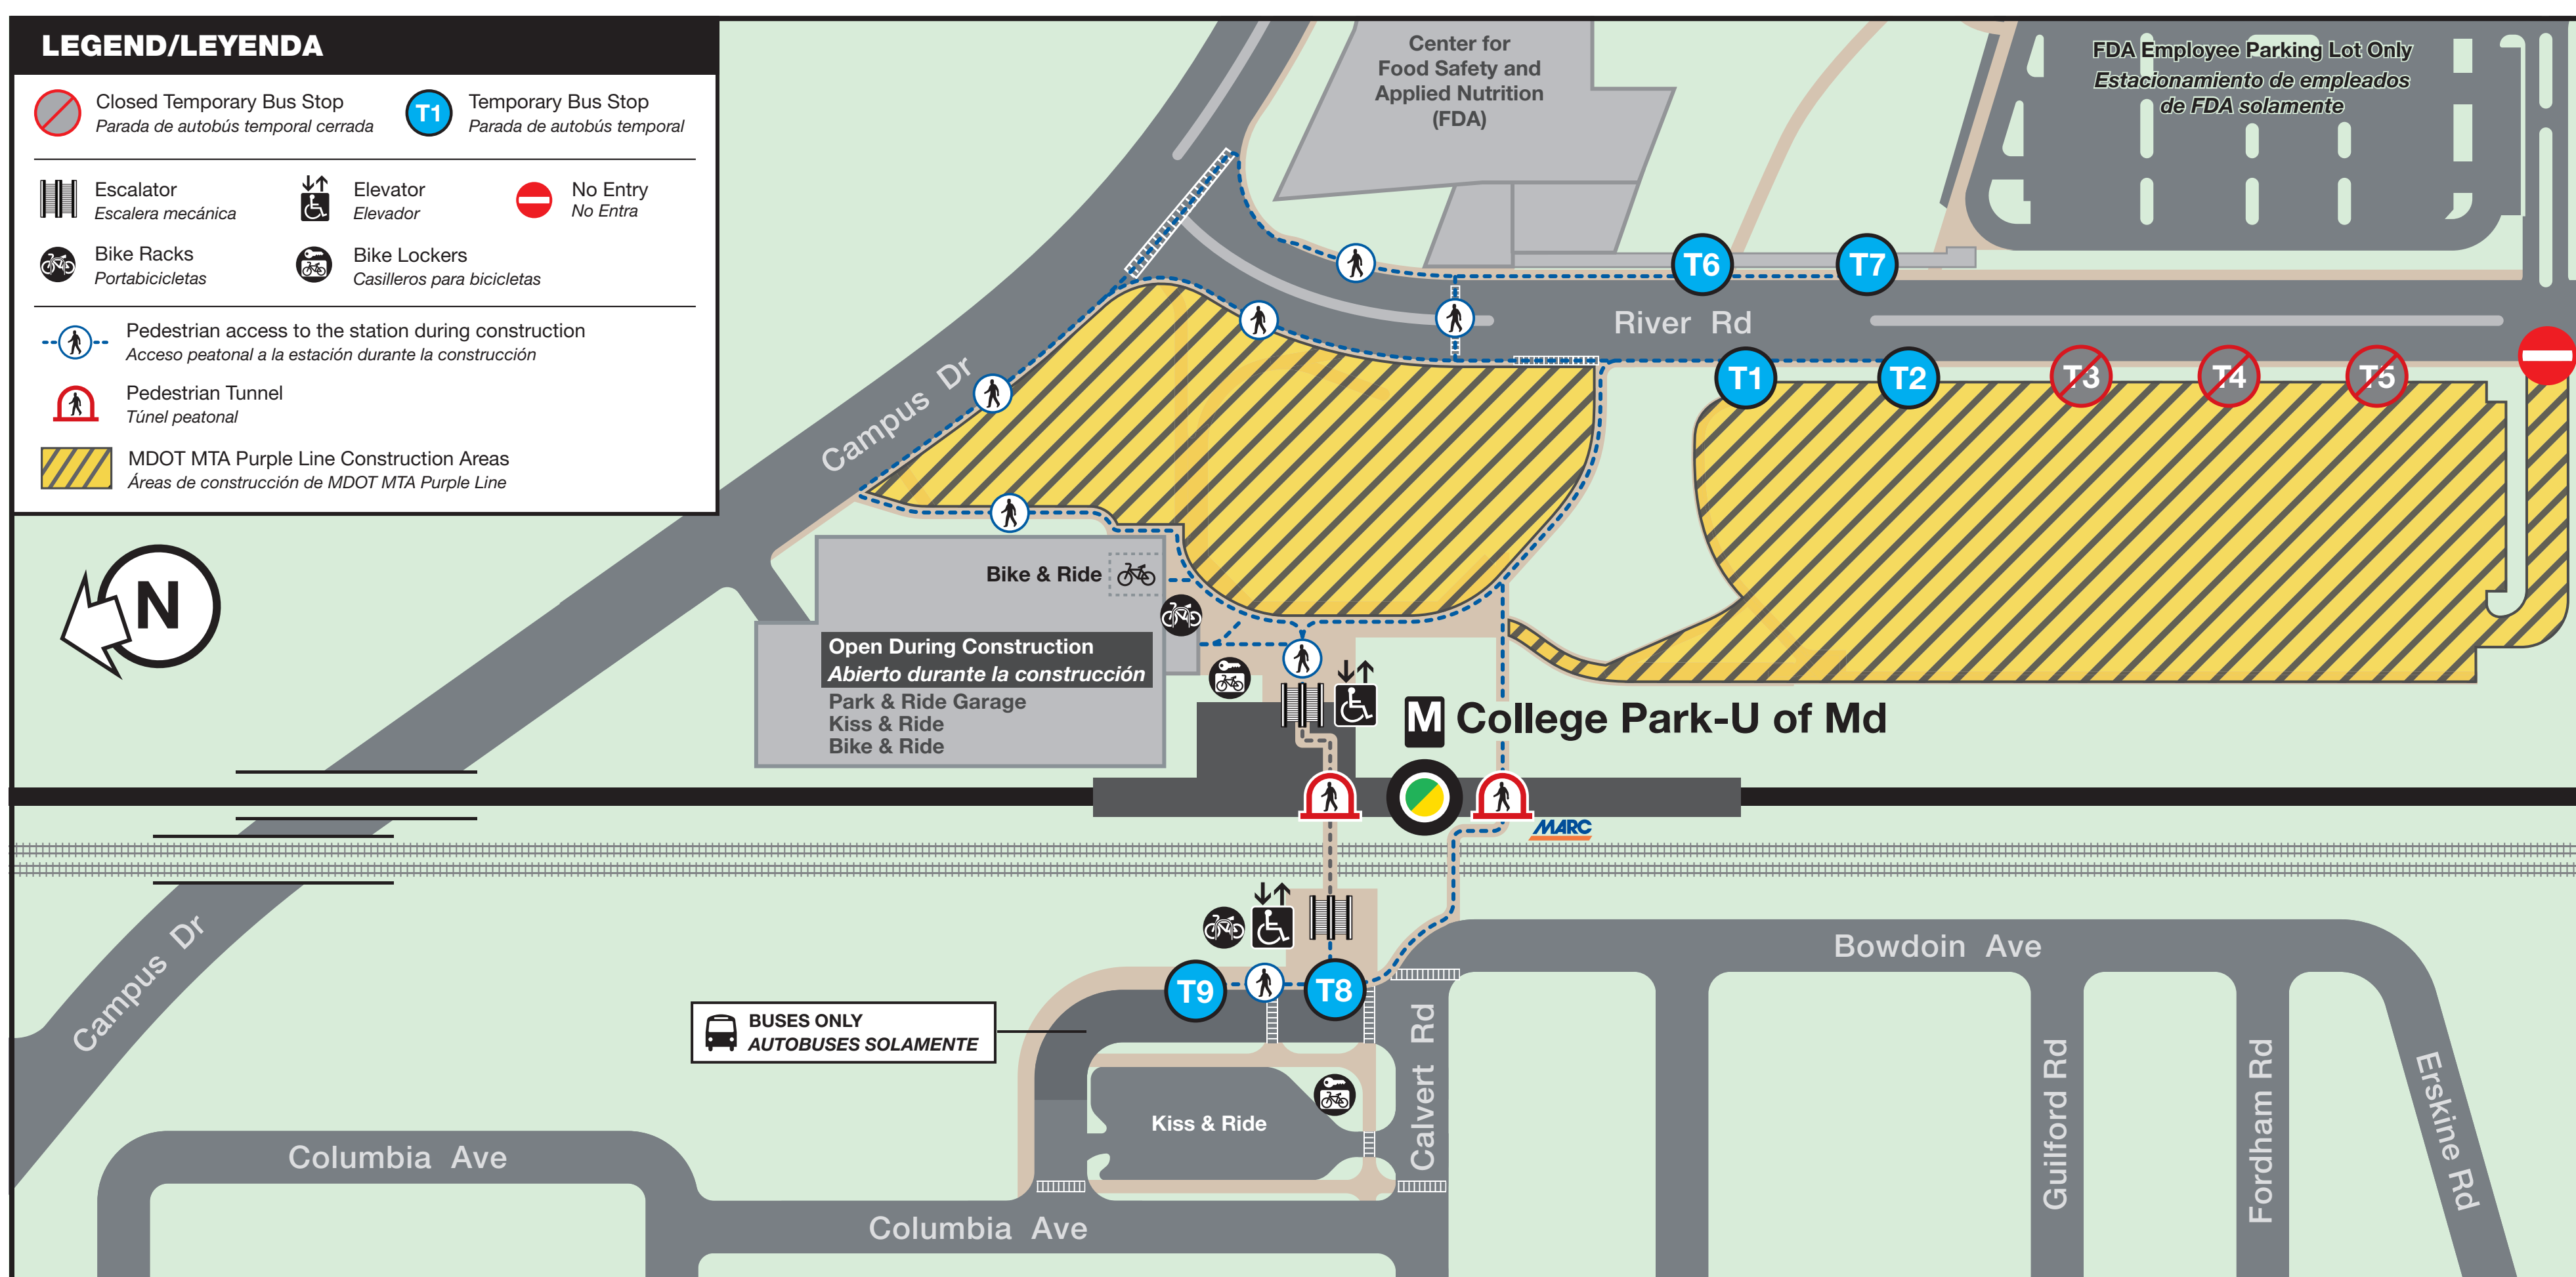 LEGEND/LEYENDA
Closed Temporary Bus Stop
Parada de autobús temporal cerrada
T1
Temporary Bus Stop
Parada de autobús temporal
Escalator
Escalera mecánica
Elevator
Elevador
No Entry
No Entra
Bike Racks
Portabicicletas
Bike Lockers
Casilleros para bicicletas
Pedestrian access to the station during construction
Acceso peatonal a la estación durante la construcción
Pedestrian Tunnel
Túnel peatonal
MDOT MTA Purple Line Construction Areas
Áreas de construcción de MDOT MTA Purple Line
N
Center for
Food Safety and
Applied Nutrition
(FDA)
FDA Employee Parking Lot Only
Estacionamiento de empleados
de FDA solamente
T6
T7
River Rd
T1
T2
T3
T4
T5
Campus Dr
Bike & Ride
Open During Construction
Abierto durante la construcción
Park & Ride Garage
Kiss & Ride
Bike & Ride
M College Park-U of Md
MARC
Campus Dr
T9
T8
Bowdoin Ave
BUSES ONLY
AUTOBUSES SOLAMENTE
Kiss & Ride
Calvert Rd
Guilford Rd
Fordham Rd
Erskine Rd
Columbia Ave
Columbia Ave